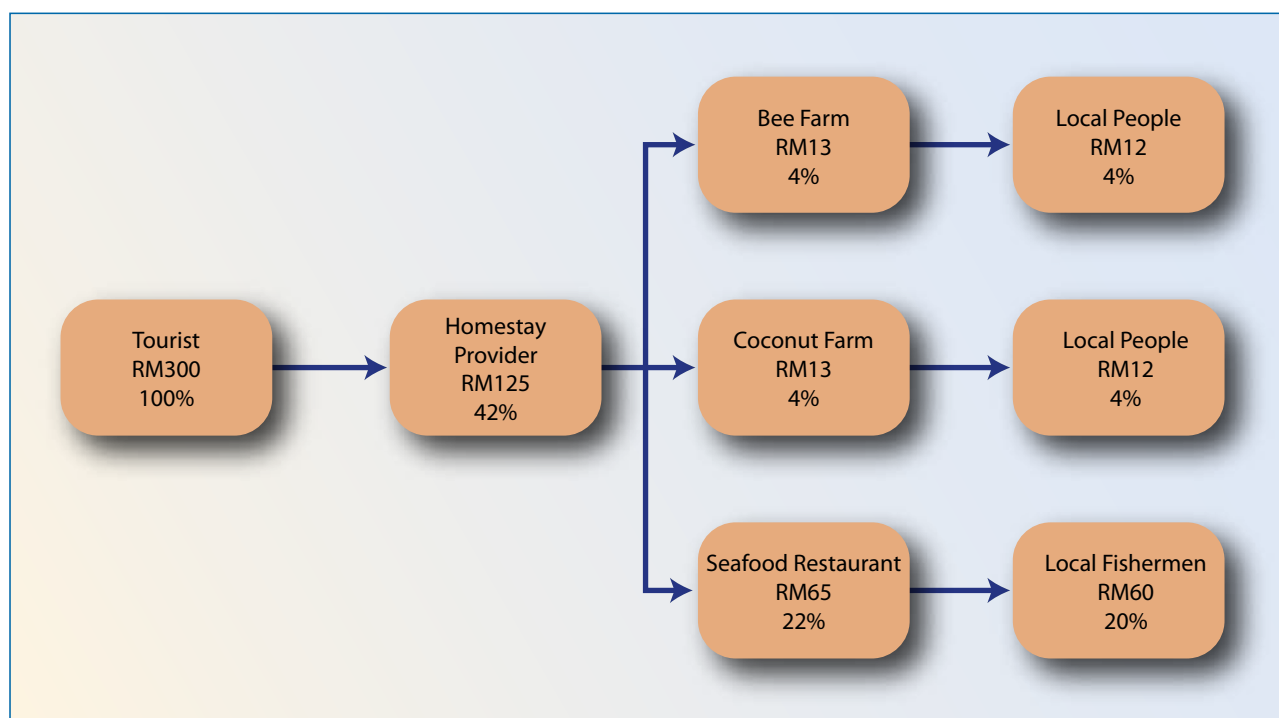 Tourist
RM300
100%
Homestay
Provider
RM125
42%
Bee Farm
RM13
4%
Local People
RM12
4%
Coconut Farm
RM13
4%
Local People
RM12
4%
Seafood Restaurant
RM65
22%
Local Fishermen
RM60
20%